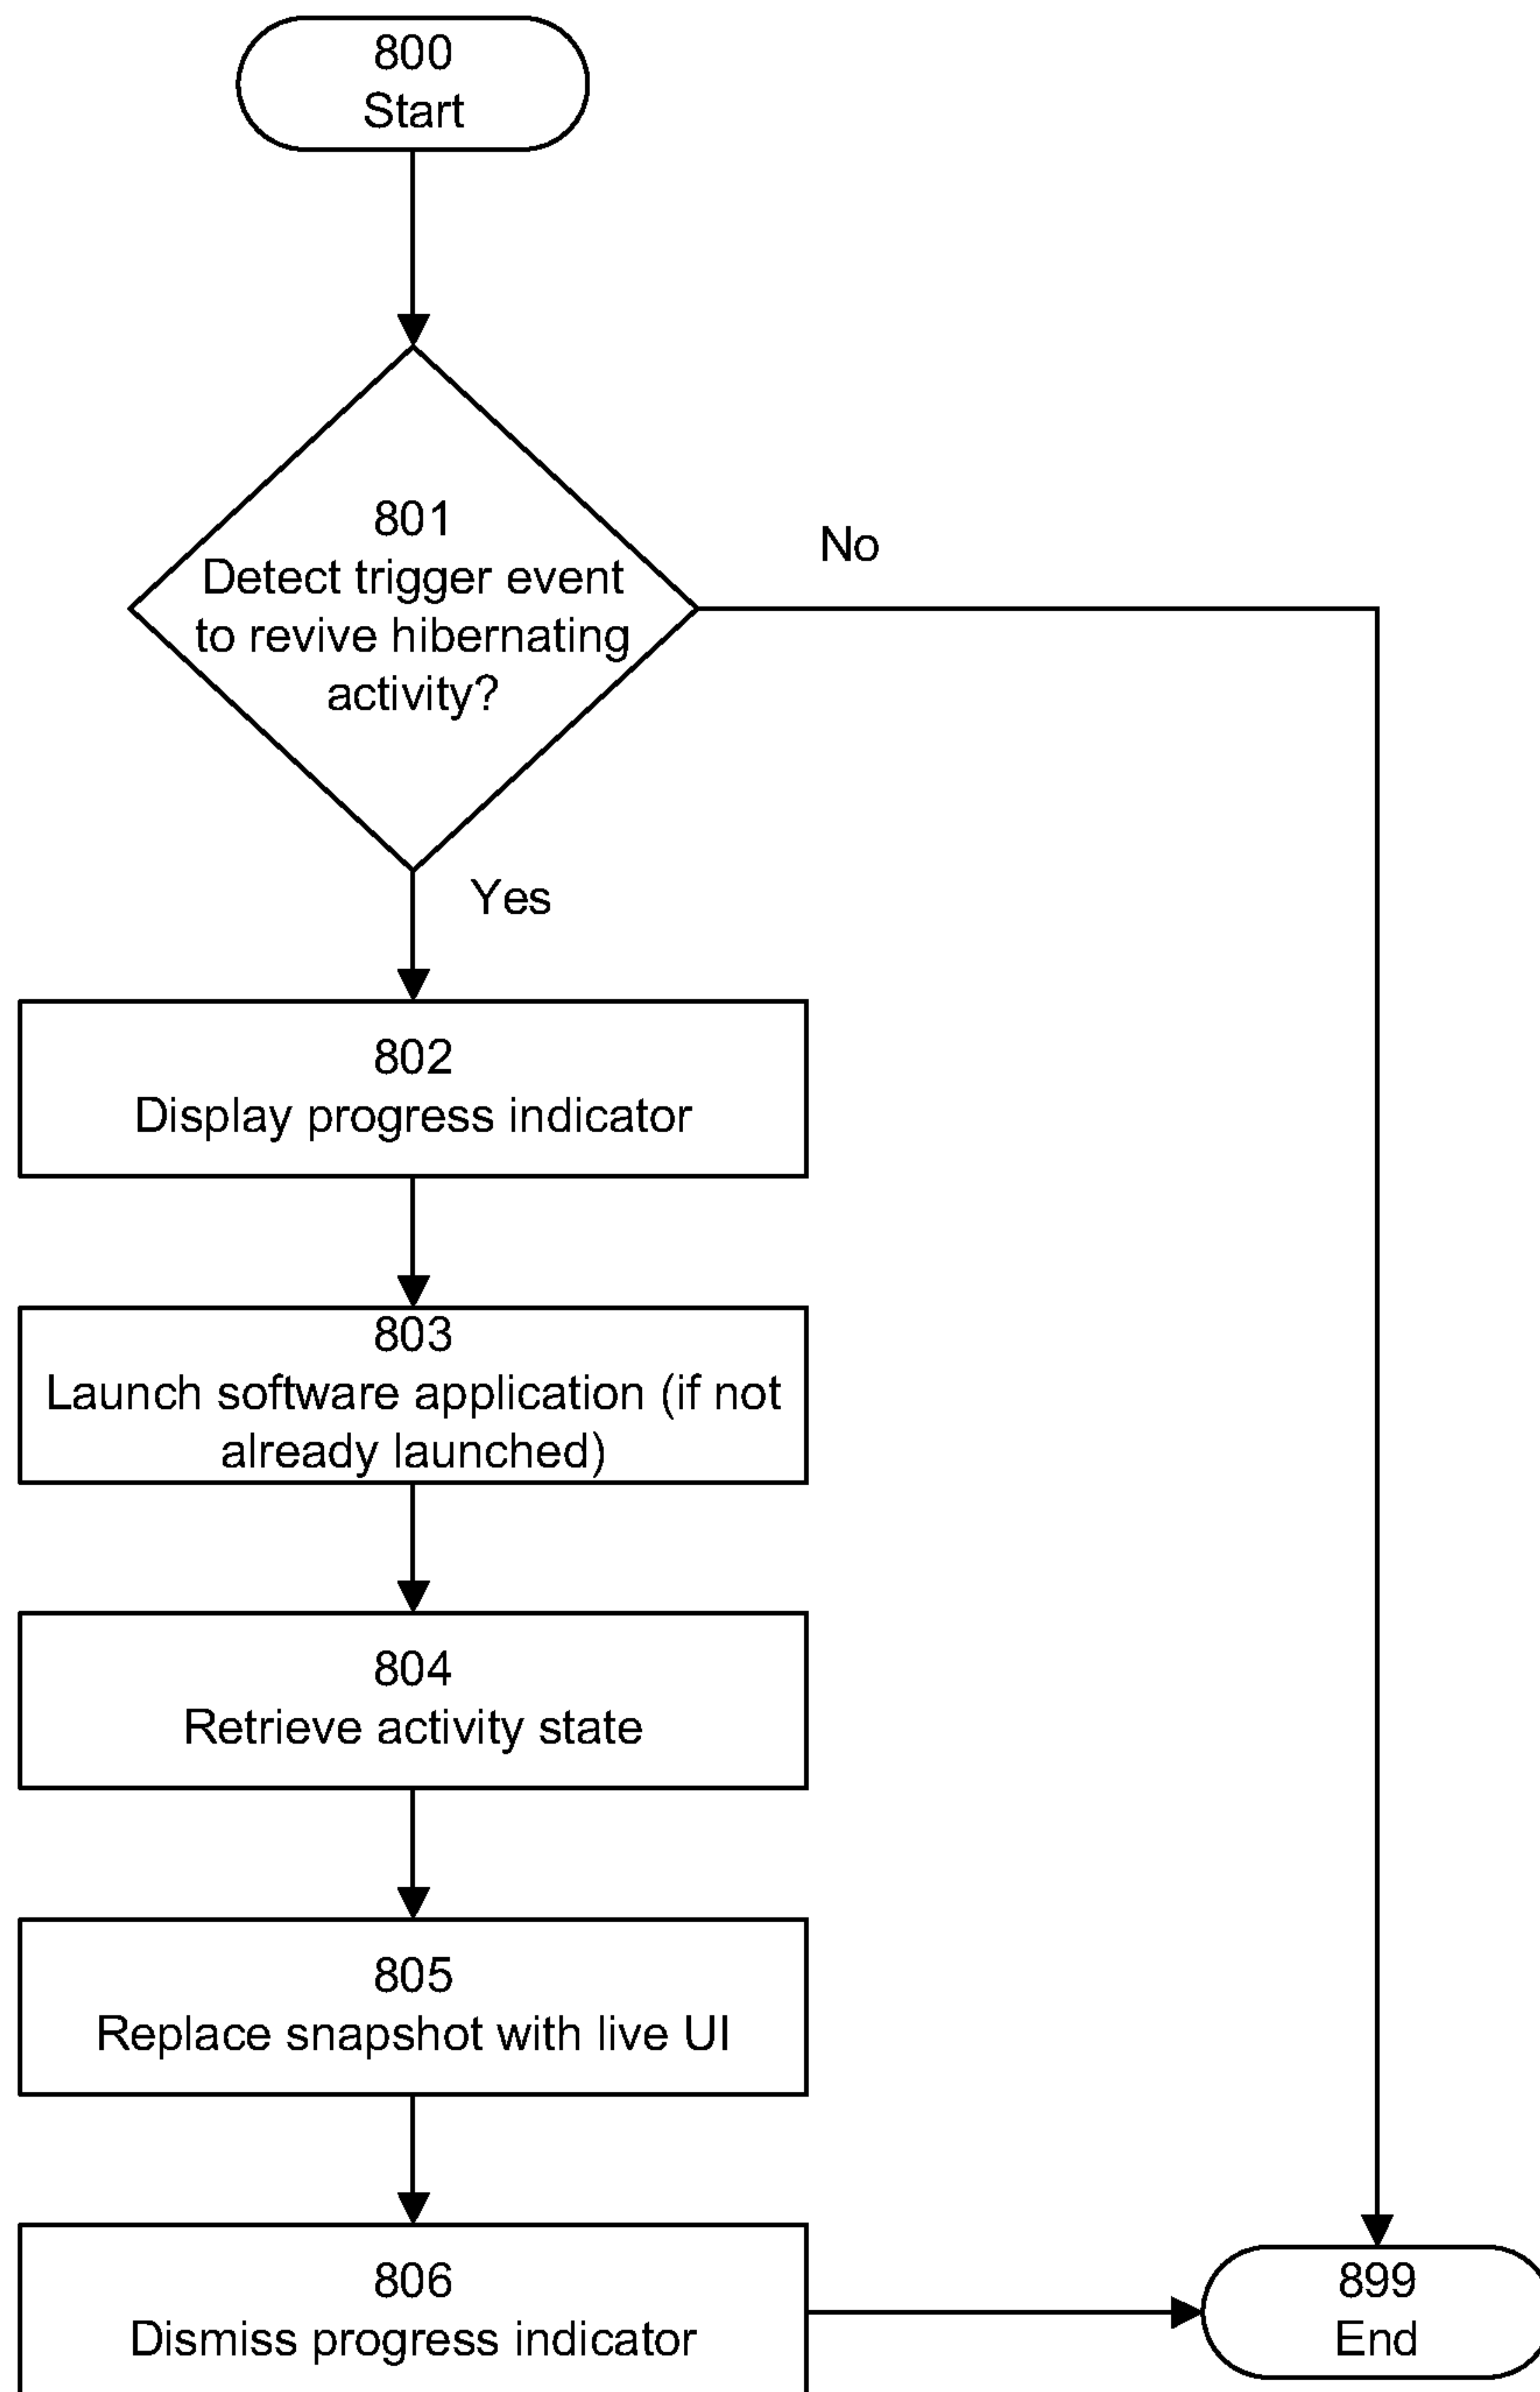 800
Start
801
Detect trigger event
to revive hibernating
activity?
No
Yes
802
Display progress indicator
803
Launch software application (if not
already launched)
804
Retrieve activity state
805
Replace snapshot with live UI
806
Dismiss progress indicator
899
End